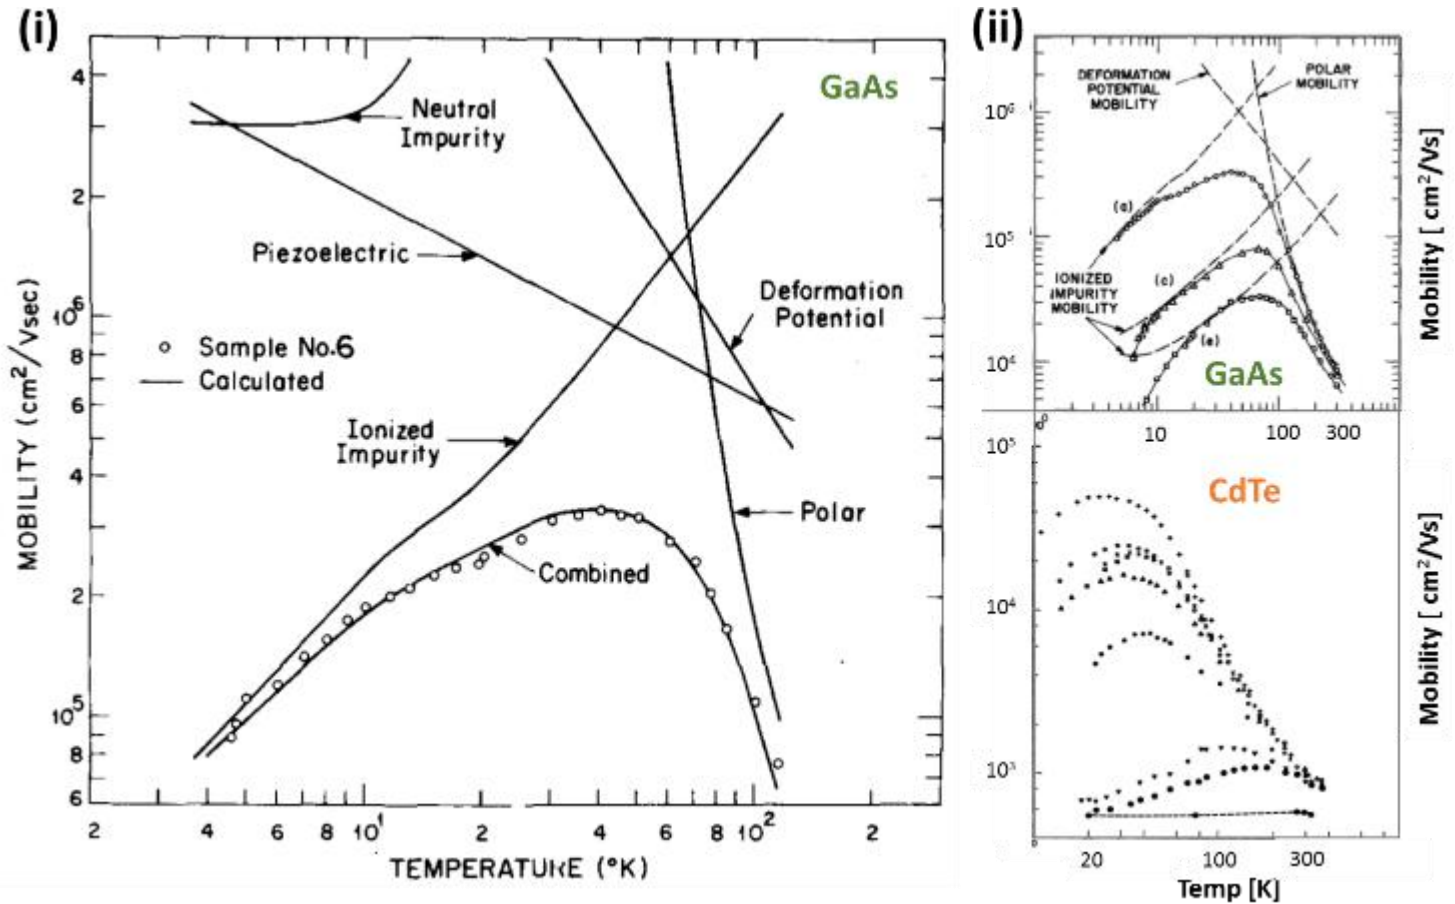 (i)
4
2
10⁶
8
6
4
2
10⁵
8
6
MOBILITY (cm²/Vsec)
GaAs
Neutral
Impurity
Piezoelectric
Deformation
Potential
Sample No.6
Calculated
Ionized
Impurity
Polar
Combined
2 4 6 8 10¹ 2 4 6 8 10² 2
TEMPERATURE (°K)
(ii)
DEFORMATION
POTENTIAL
MOBILITY
POLAR
MOBILITY
10⁶
10⁵
10⁴
(a)
(c)
(e)
IONIZED
IMPURITY
MOBILITY
GaAs
10 100 300
Mobility [ cm²/Vs]
10⁵
10⁴
10³
CdTe
20 100 300
Temp [K]
Mobility [ cm²/Vs]